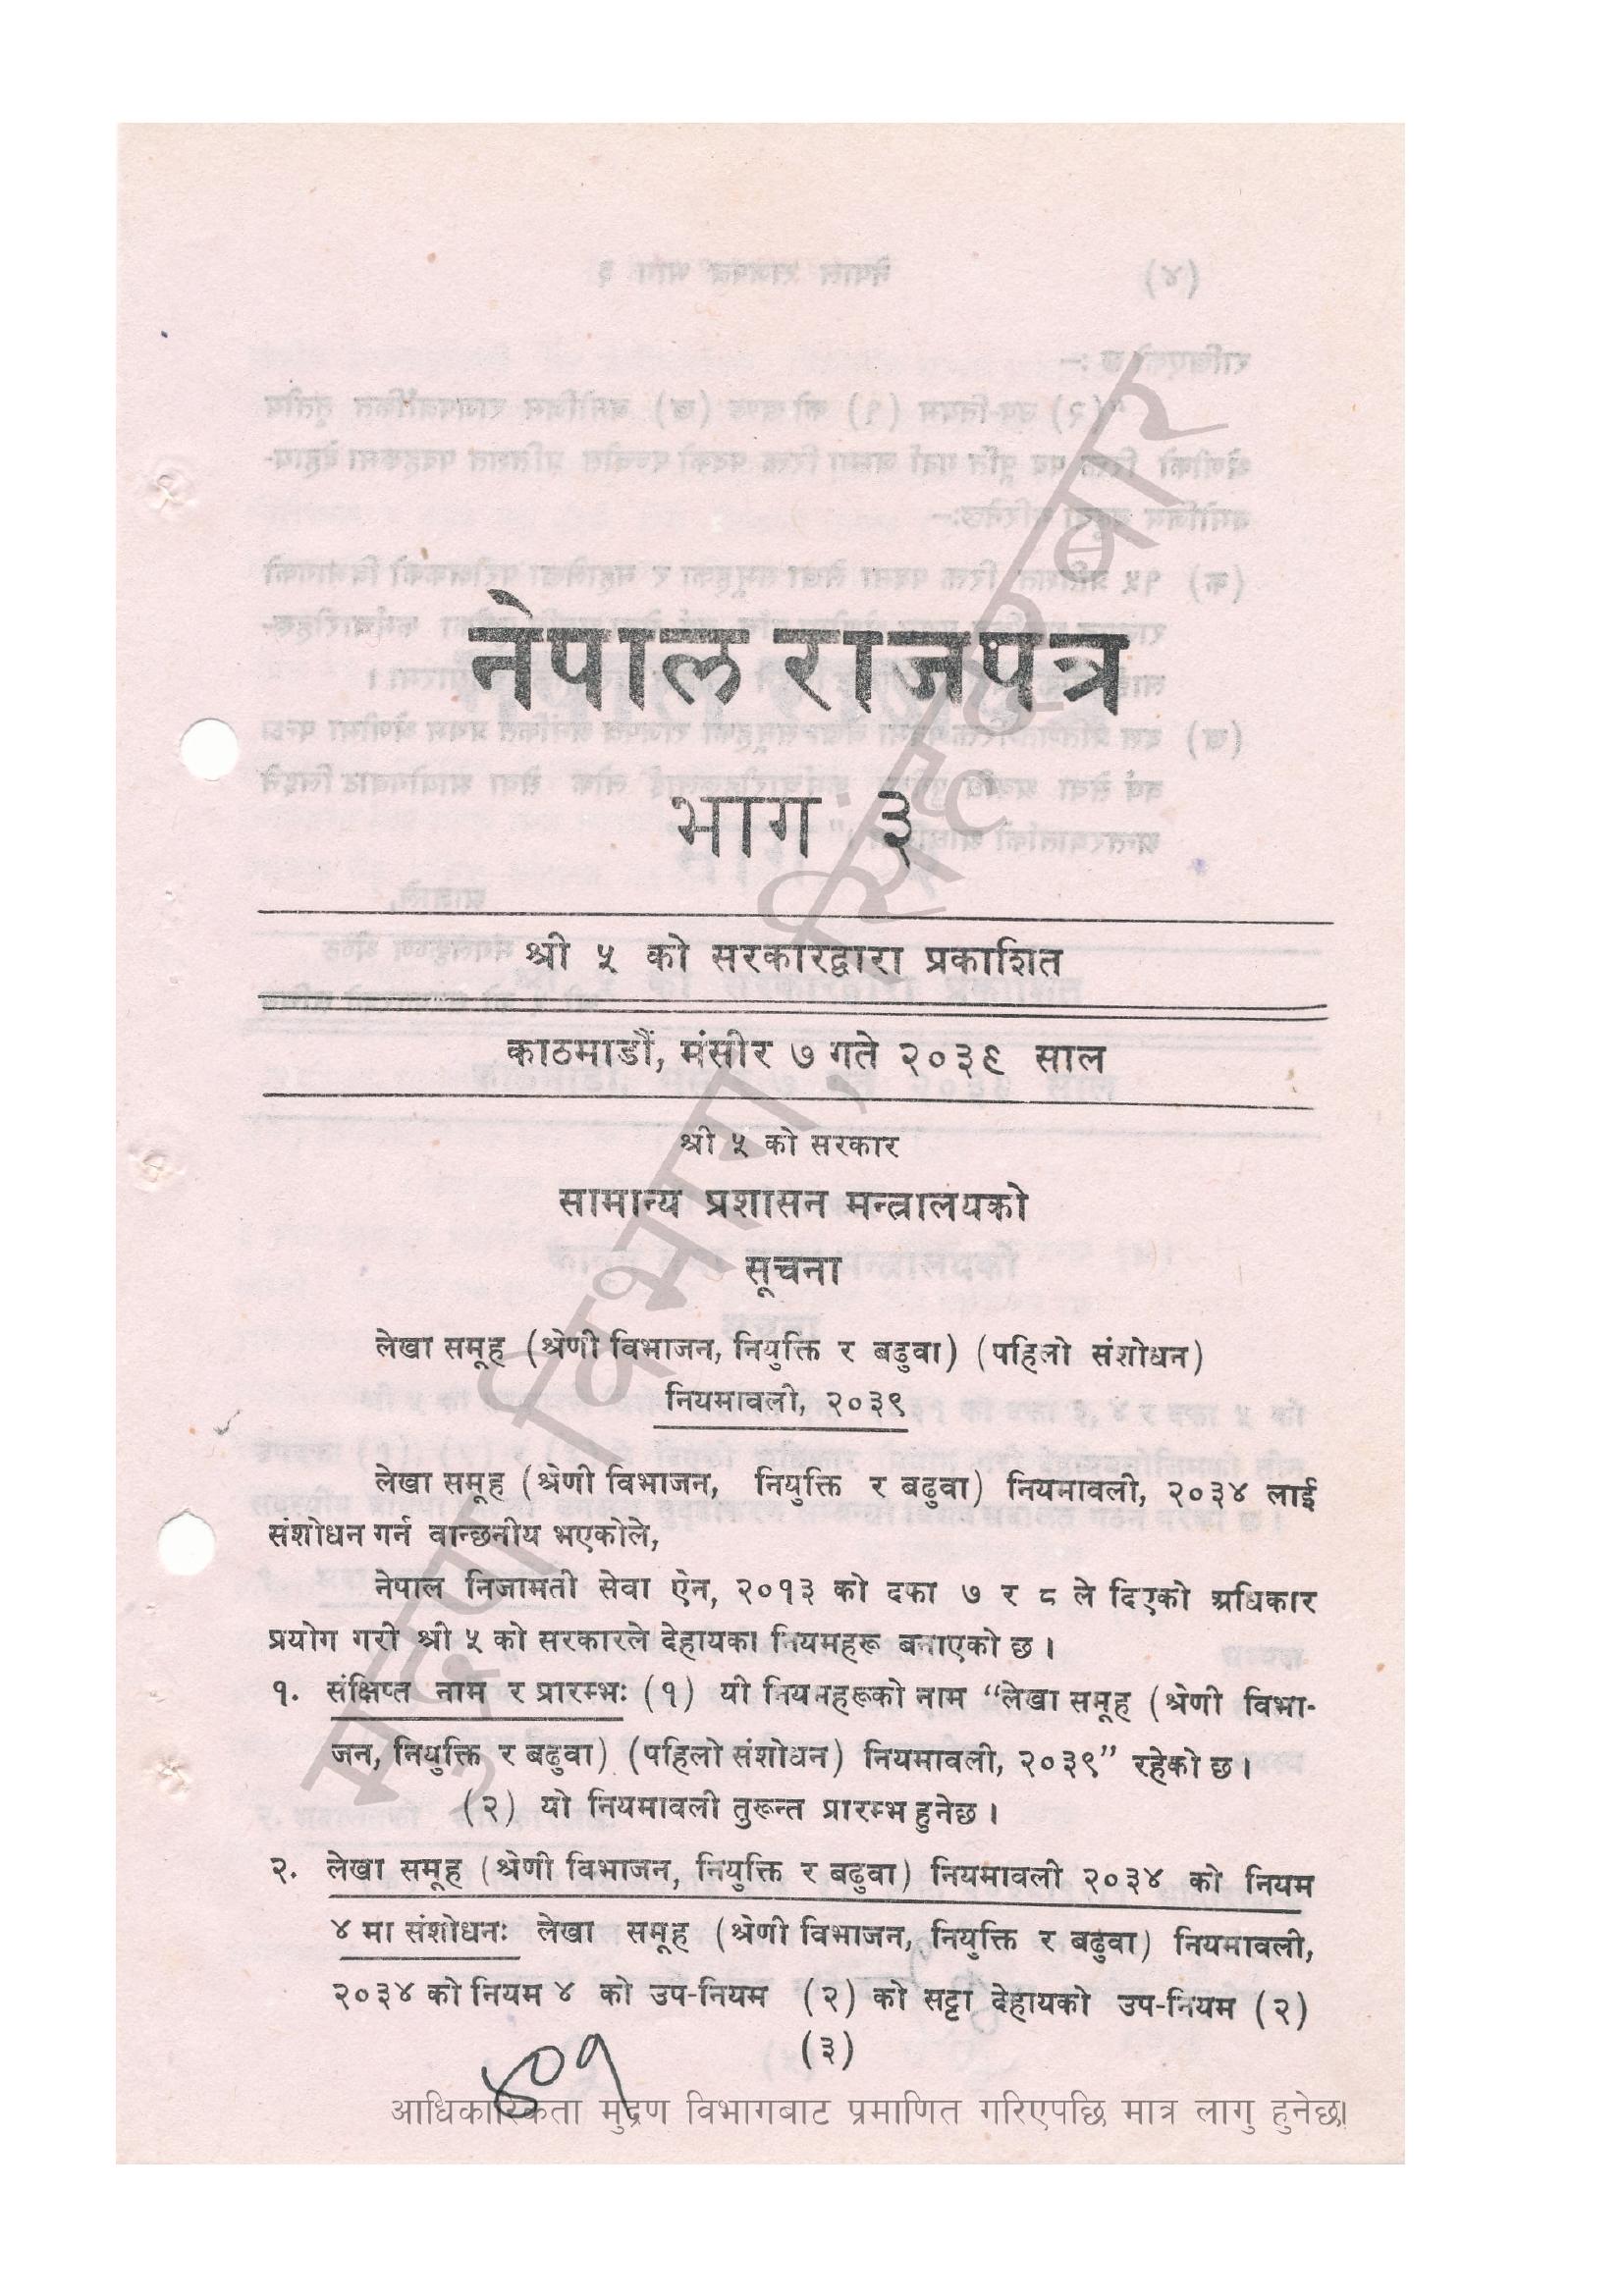 नेपाल राजपत्र
भाग ३
श्री ५ को सरकारद्वारा प्रकाशित
काठमाडौं, मंसीर ७ गते २०३९ साल
श्री ५ को सरकार
सामान्य प्रशासन मन्त्रालयको
सूचना
लेखा समूह (श्रेणी विभाजन, नियुक्ति र बढुवा) (पहिलो संशोधन)
नियमावली, २०३९
लेखा समूह (श्रेणी विभाजन, नियुक्ति र बढुवा) नियमावली, २०३४ लाई
संशोधन गर्न वान्छनीय भएकोले,
नेपाल निजामती सेवा ऐन, २०१३ को दफा ७ र ८ ले दिएको अधिकार
प्रयोग गरी श्री ५ को सरकारले देहायका नियमहरू बनाएको छ ।
१. संक्षिप्त नाम र प्रारम्भः (१) यी नियमहरूको नाम “लेखा समूह (श्रेणी विभा-
जन, नियुक्ति र बढुवा) (पहिलो संशोधन) नियमावली, २०३९” रहेको छ ।
(२) यो नियमावली तुरून्त प्रारम्भ हुनेछ ।
२. लेखा समूह (श्रेणी विभाजन, नियुक्ति र बढुवा) नियमावली २०३४ को नियम
४ मा संशोधनः लेखा समूह (श्रेणी विभाजन, नियुक्ति र बढुवा) नियमावली,
२०३४ को नियम ४ को उप-नियम (२) को सट्टा देहायको उप-नियम (२)
(३)
४०१
आधिकारिकता मुद्रण विभागबाट प्रमाणित गरिएपछि मात्र लागु हुनेछ।
मुद्रण विभाग, सिंहदरबार